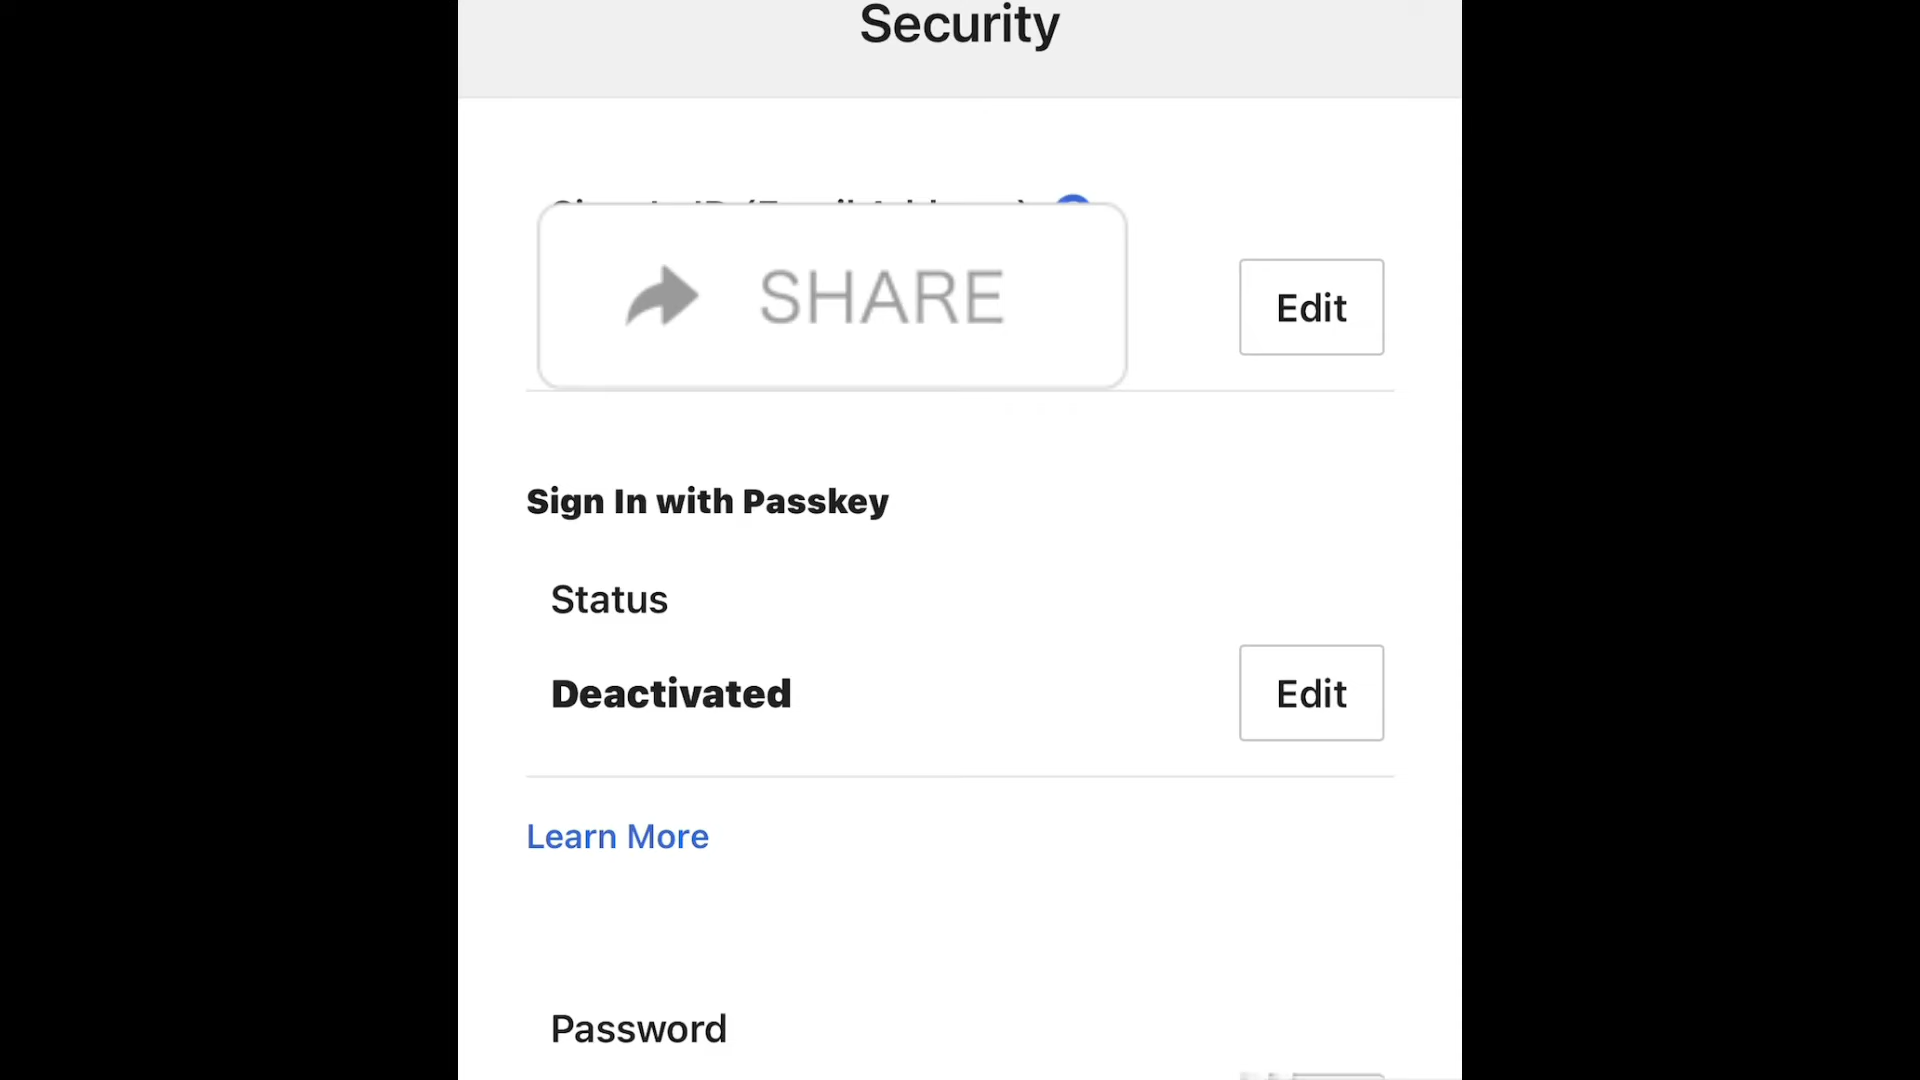 Security
SHARE
Edit
Sign In with Passkey
Status
Deactivated
Edit
Learn More
Password